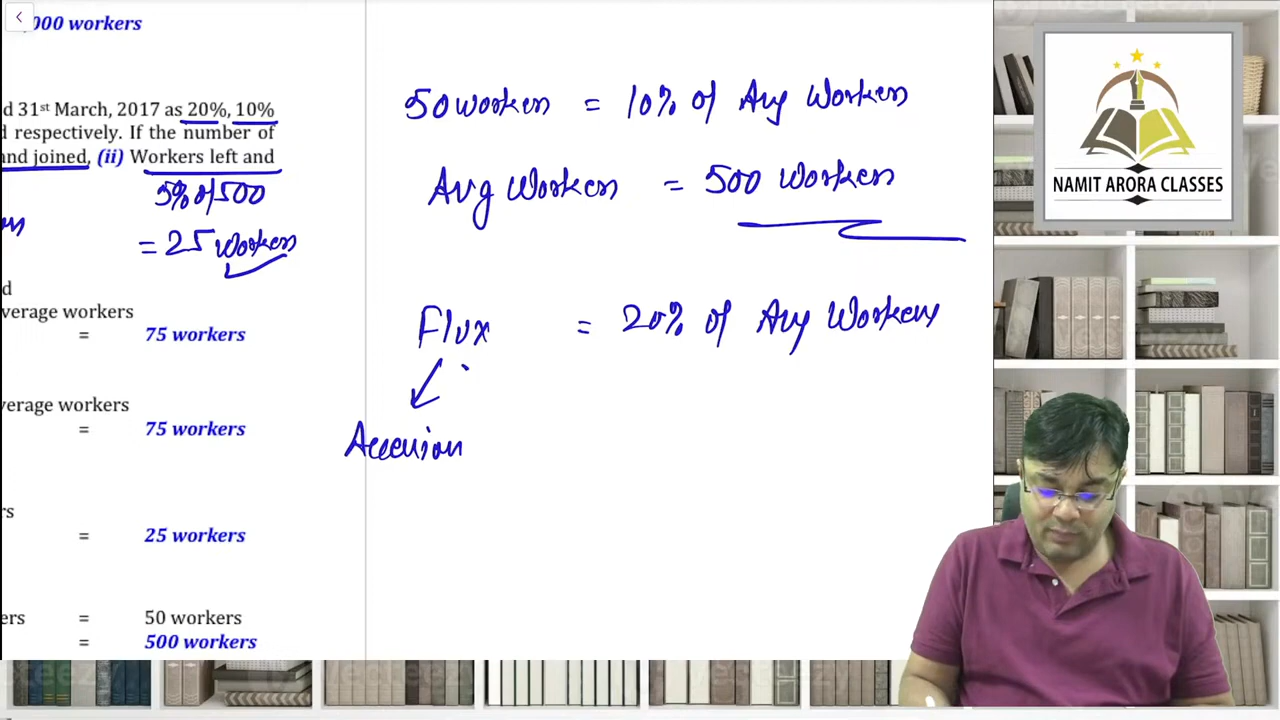 000 workers
d 31st March, 2017 as 20%, 10%
d respectively. If the number of
and joined, (ii) Workers left and
5% of 500
= 25 workers
d
verage workers
= 75 workers
verage workers
= 75 workers
rs
= 25 workers
ers = 50 workers
= 500 workers
50 workers = 10% of Avg Workers
Avg Workers = 500 Workers
Flux = 20% of Avg Workers
Accession
NAMIT ARORA CLASSES